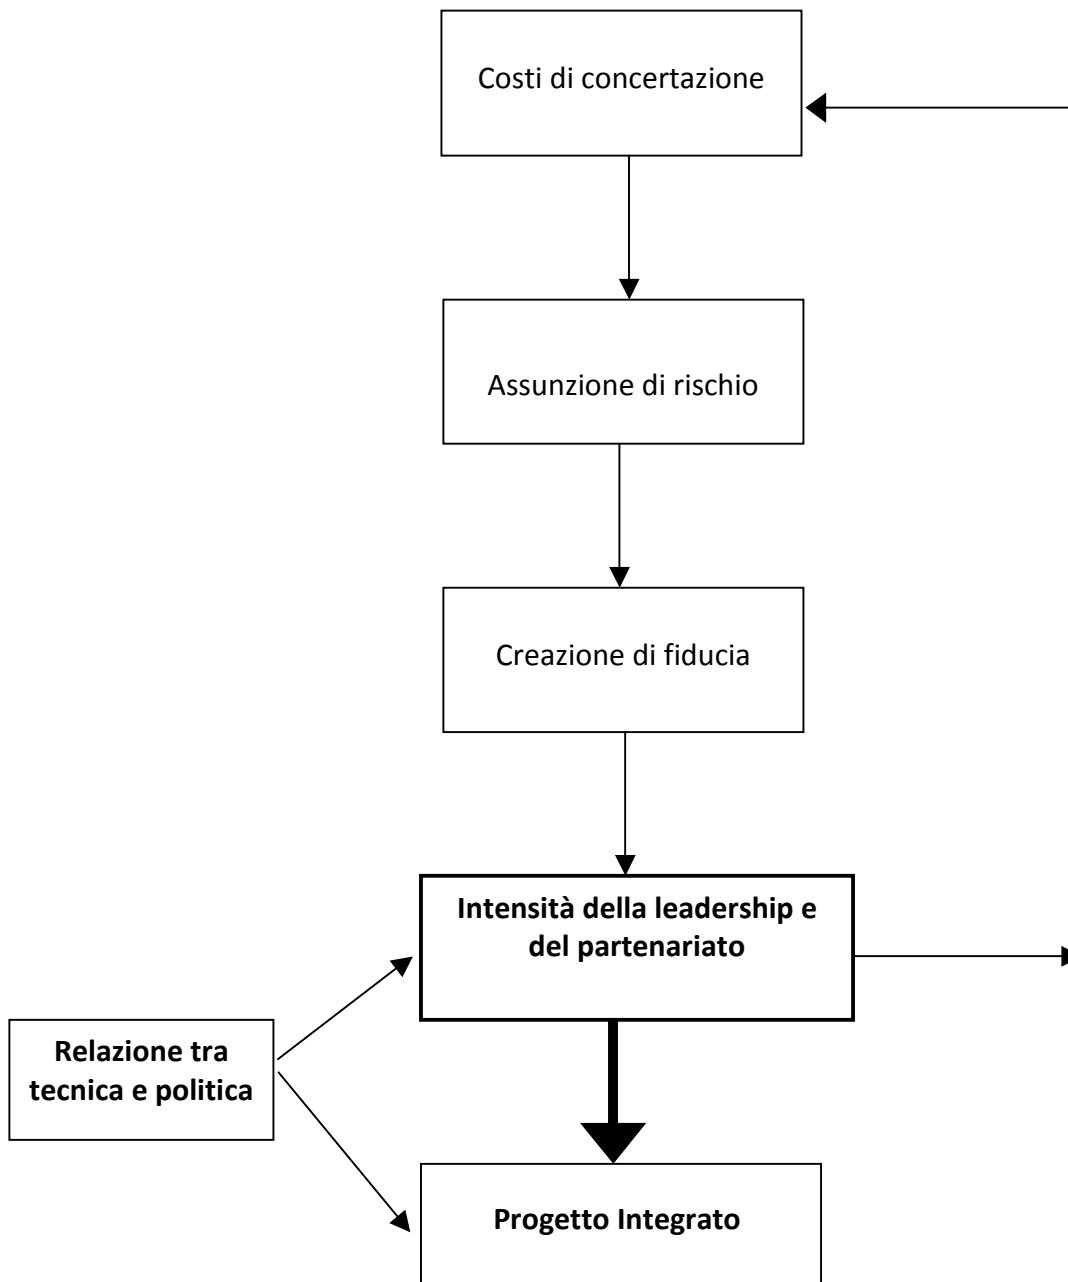 Costi di concertazione
Assunzione di rischio
Creazione di fiducia
Intensità della leadership e
del partenariato
Relazione tra
tecnica e politica
Progetto Integrato